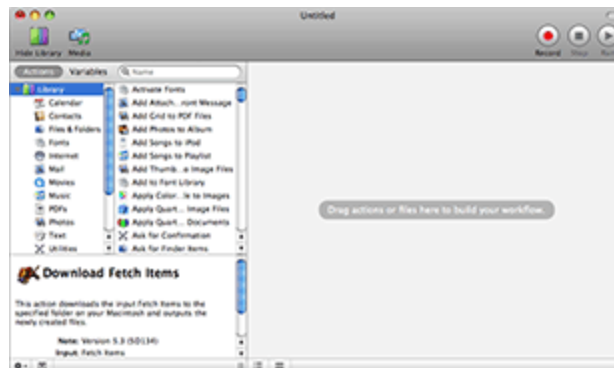 Untitled
Hide Library Media
Record Stop Run
Actions Variables Name
Library
Calendar
Contacts
Files & Folders
Fonts
Internet
Mail
Movies
Music
PDFs
Photos
Text
Utilities
Activate Fonts
Add Attach...ront Message
Add Grid to PDF Files
Add Photos to Album
Add Songs to iPod
Add Songs to Playlist
Add Thumb...o Image Files
Add to Font Library
Apply Color...le to Images
Apply Quart... Image Files
Apply Quart... Documents
Ask for Confirmation
Ask for Finder Items
Drag actions or files here to build your workflow.
Download Fetch Items
This action downloads the input Fetch Items to the
specified folder on your Macintosh and outputs the
newly created files.
Note: Version 5.3 (5D134)
Input: Fetch Items